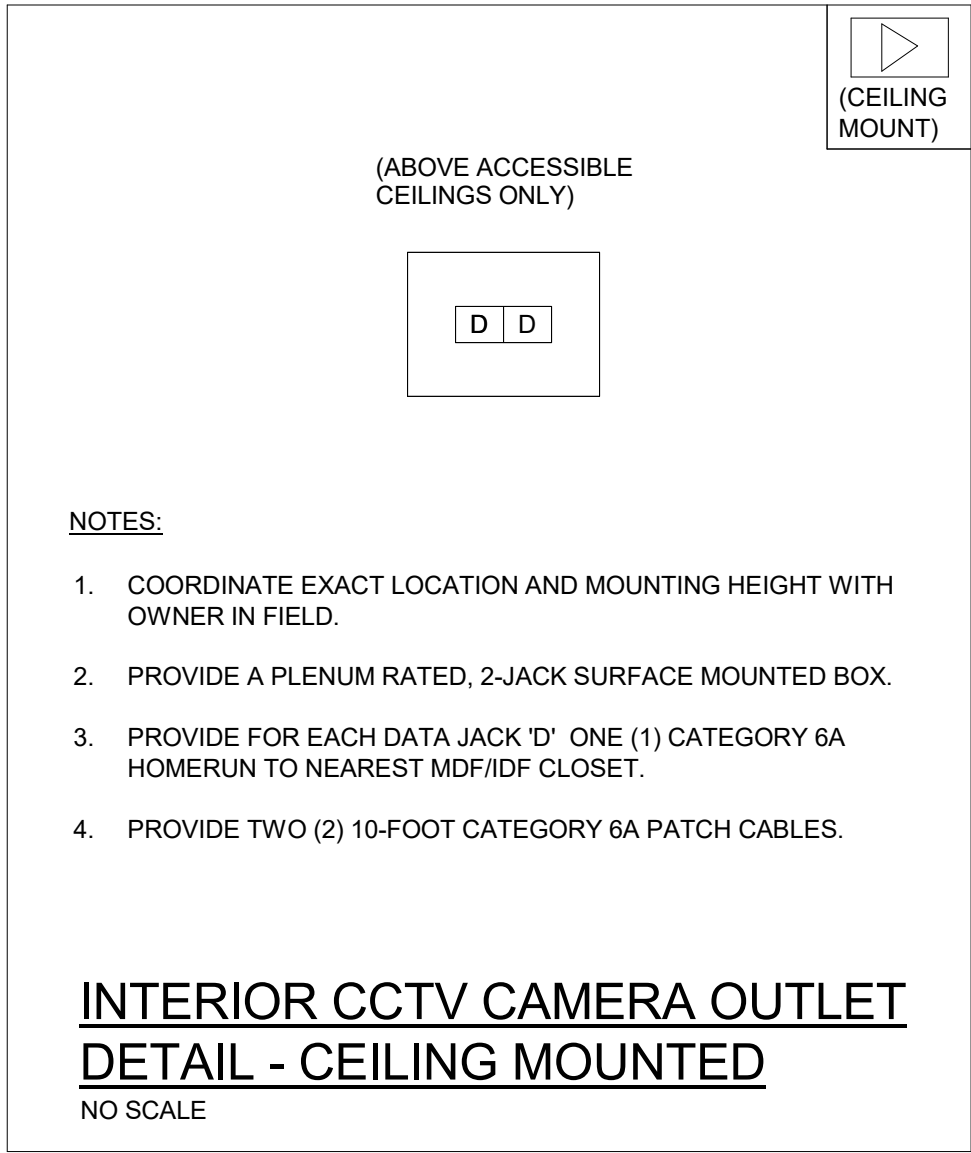 (CEILING
MOUNT)
(ABOVE ACCESSIBLE
CEILINGS ONLY)
D D
NOTES:
1. COORDINATE EXACT LOCATION AND MOUNTING HEIGHT WITH
OWNER IN FIELD.
2. PROVIDE A PLENUM RATED, 2-JACK SURFACE MOUNTED BOX.
3. PROVIDE FOR EACH DATA JACK 'D' ONE (1) CATEGORY 6A
HOMERUN TO NEAREST MDF/IDF CLOSET.
4. PROVIDE TWO (2) 10-FOOT CATEGORY 6A PATCH CABLES.
INTERIOR CCTV CAMERA OUTLET
DETAIL - CEILING MOUNTED
NO SCALE